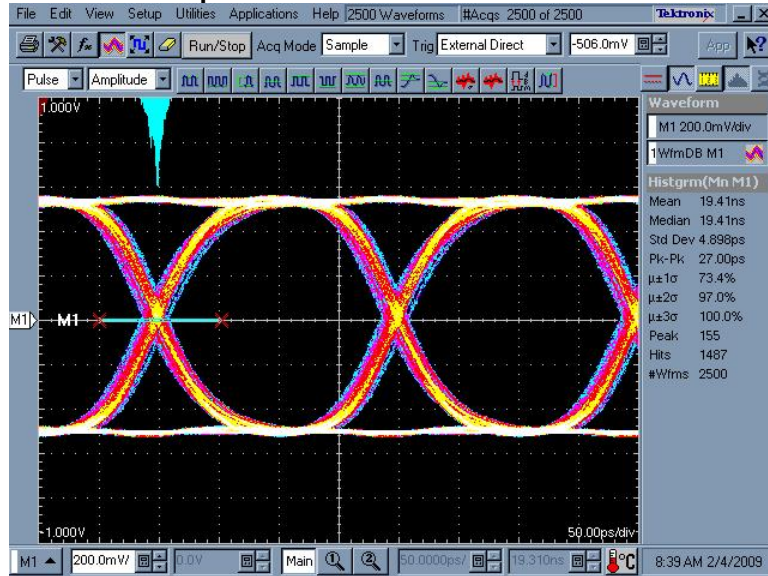 File Edit View Setup Utilities Applications Help 2500 Waveforms #Acqs 2500 of 2500 Tektronix
Run/Stop Acq Mode Sample Trig External Direct -506.0mV App
Pulse Amplitude
1.000V
Waveform
M1 200.0mV/div
1 WfmDB M1
Histgrm(Mn M1)
Mean 19.41ns
Median 19.41ns
Std Dev 4.898ps
Pk-Pk 27.00ps
µ±1σ 73.4%
µ±2σ 97.0%
µ±3σ 100.0%
Peak 155
Hits 1487
#Wfms 2500
M1 M1
-1.000V 50.00ps/div
M1 200.0mV/ 0.0V Main 1 2 50.0000ps/ 19.310ns °C 8:39 AM 2/4/2009